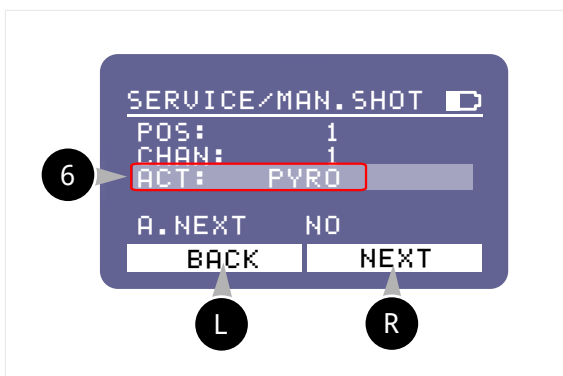 SERVICE/MAN.SHOT
POS: 1
CHAN: 1
6
ACT: PYRO
A.NEXT NO
BACK NEXT
L R